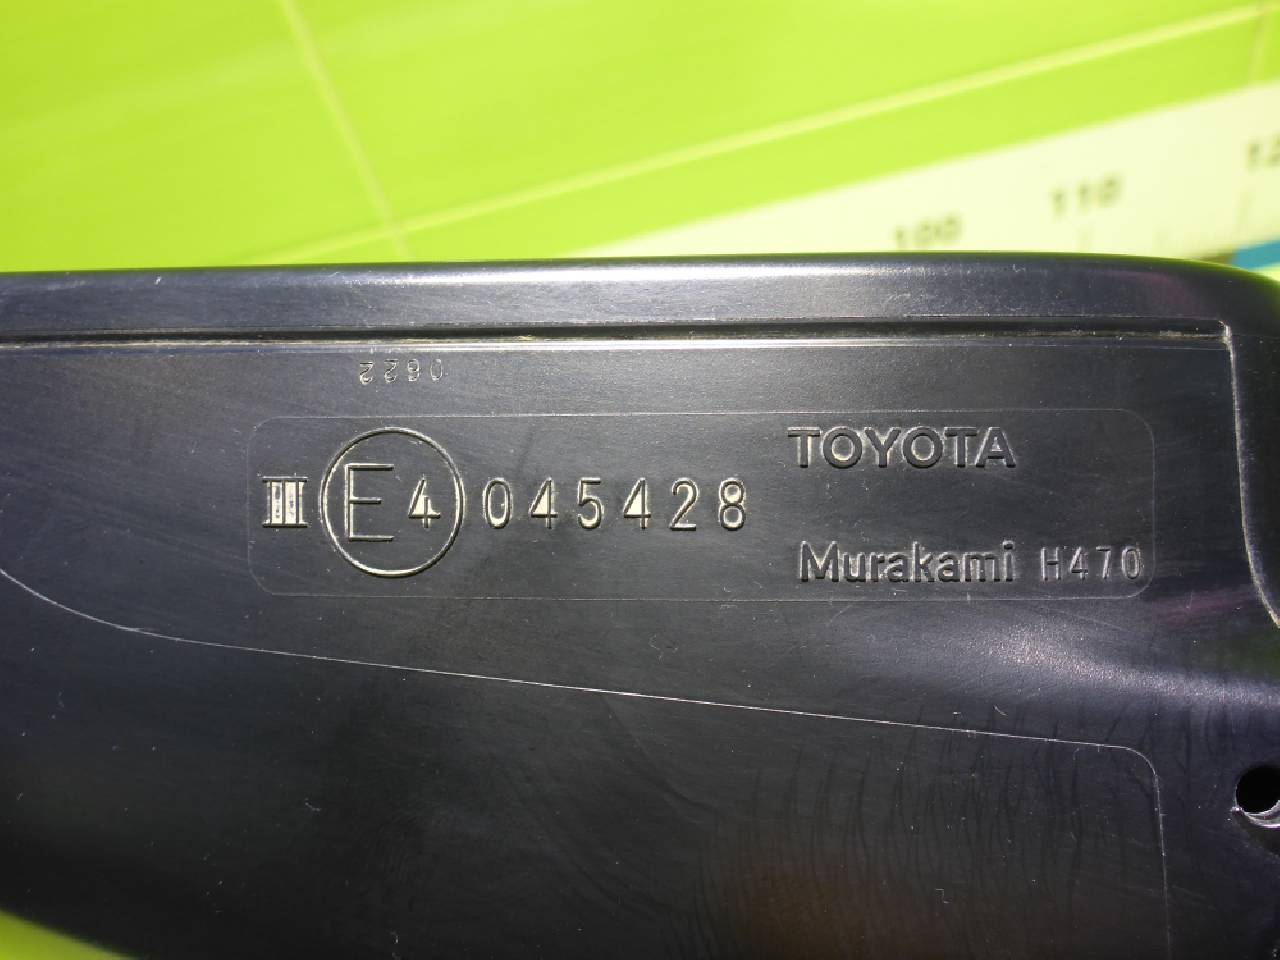 100 110
0622
TOYOTA
III E4 045428
Murakami H470